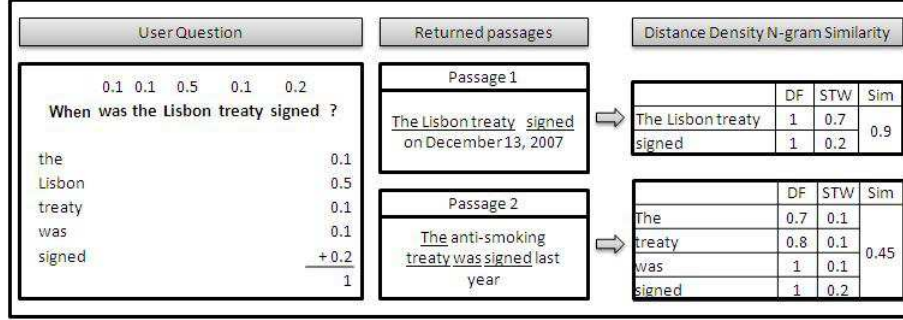 User Question
Returned passages
Distance Density N-gram Similarity
0.1 0.1 0.5 0.1 0.2
When was the Lisbon treaty signed ?
the 0.1
Lisbon 0.5
treaty 0.1
was 0.1
signed + 0.2
1
Passage 1
The Lisbon treaty signed
on December 13, 2007
DF STW Sim
The Lisbon treaty 1 0.7
0.9
signed 1 0.2
Passage 2
The anti-smoking
treaty was signed last
year
DF STW Sim
The 0.7 0.1
treaty 0.8 0.1
0.45
was 1 0.1
signed 1 0.2